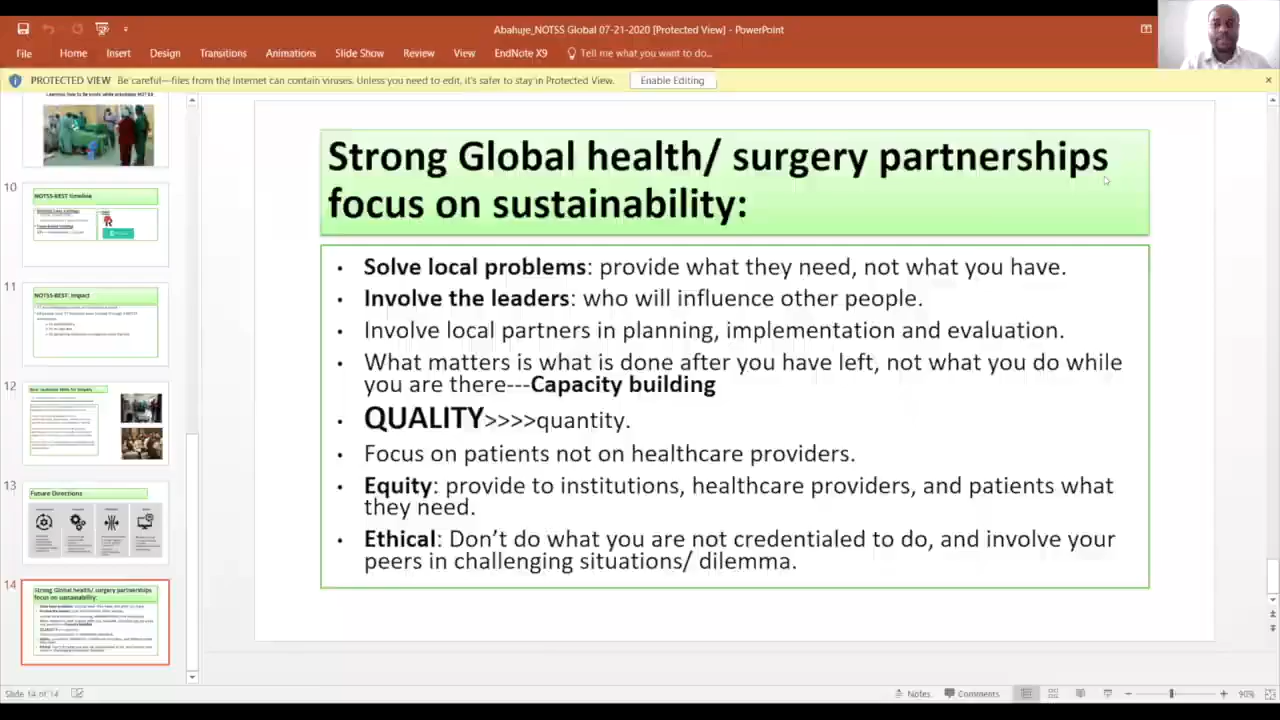 Abahuje_NOTSS Global 07-21-2020 [Protected View] - PowerPoint
File Home Insert Design Transitions Animations Slide Show Review View EndNote X9 Tell me what you want to do...
PROTECTED VIEW Be careful—files from the Internet can contain viruses. Unless you need to edit, it's safer to stay in Protected View. Enable Editing
10
NOTSS-BEST timeline
11
NOTSS-BEST: Impact
12
13
Future Directions
14
Strong Global health/ surgery partnerships
focus on sustainability:
Strong Global health/ surgery partnerships
focus on sustainability:
• Solve local problems: provide what they need, not what you have.
• Involve the leaders: who will influence other people.
• Involve local partners in planning, implementation and evaluation.
• What matters is what is done after you have left, not what you do while
you are there---Capacity building
• QUALITY>>>>quantity.
• Focus on patients not on healthcare providers.
• Equity: provide to institutions, healthcare providers, and patients what
they need.
• Ethical: Don't do what you are not credentialed to do, and involve your
peers in challenging situations/ dilemma.
Slide 14 of 14 Notes Comments 90%